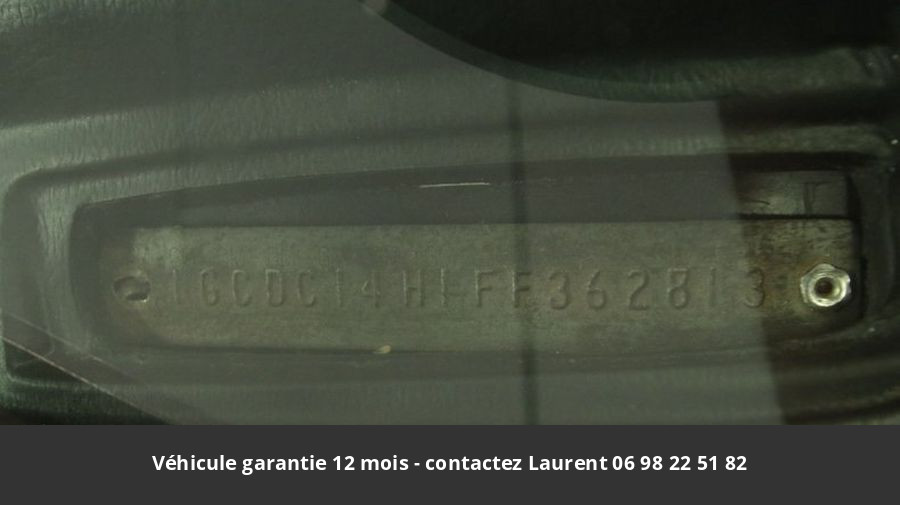 1GCDC14H1FF362813
Véhicule garantie 12 mois - contactez Laurent 06 98 22 51 82